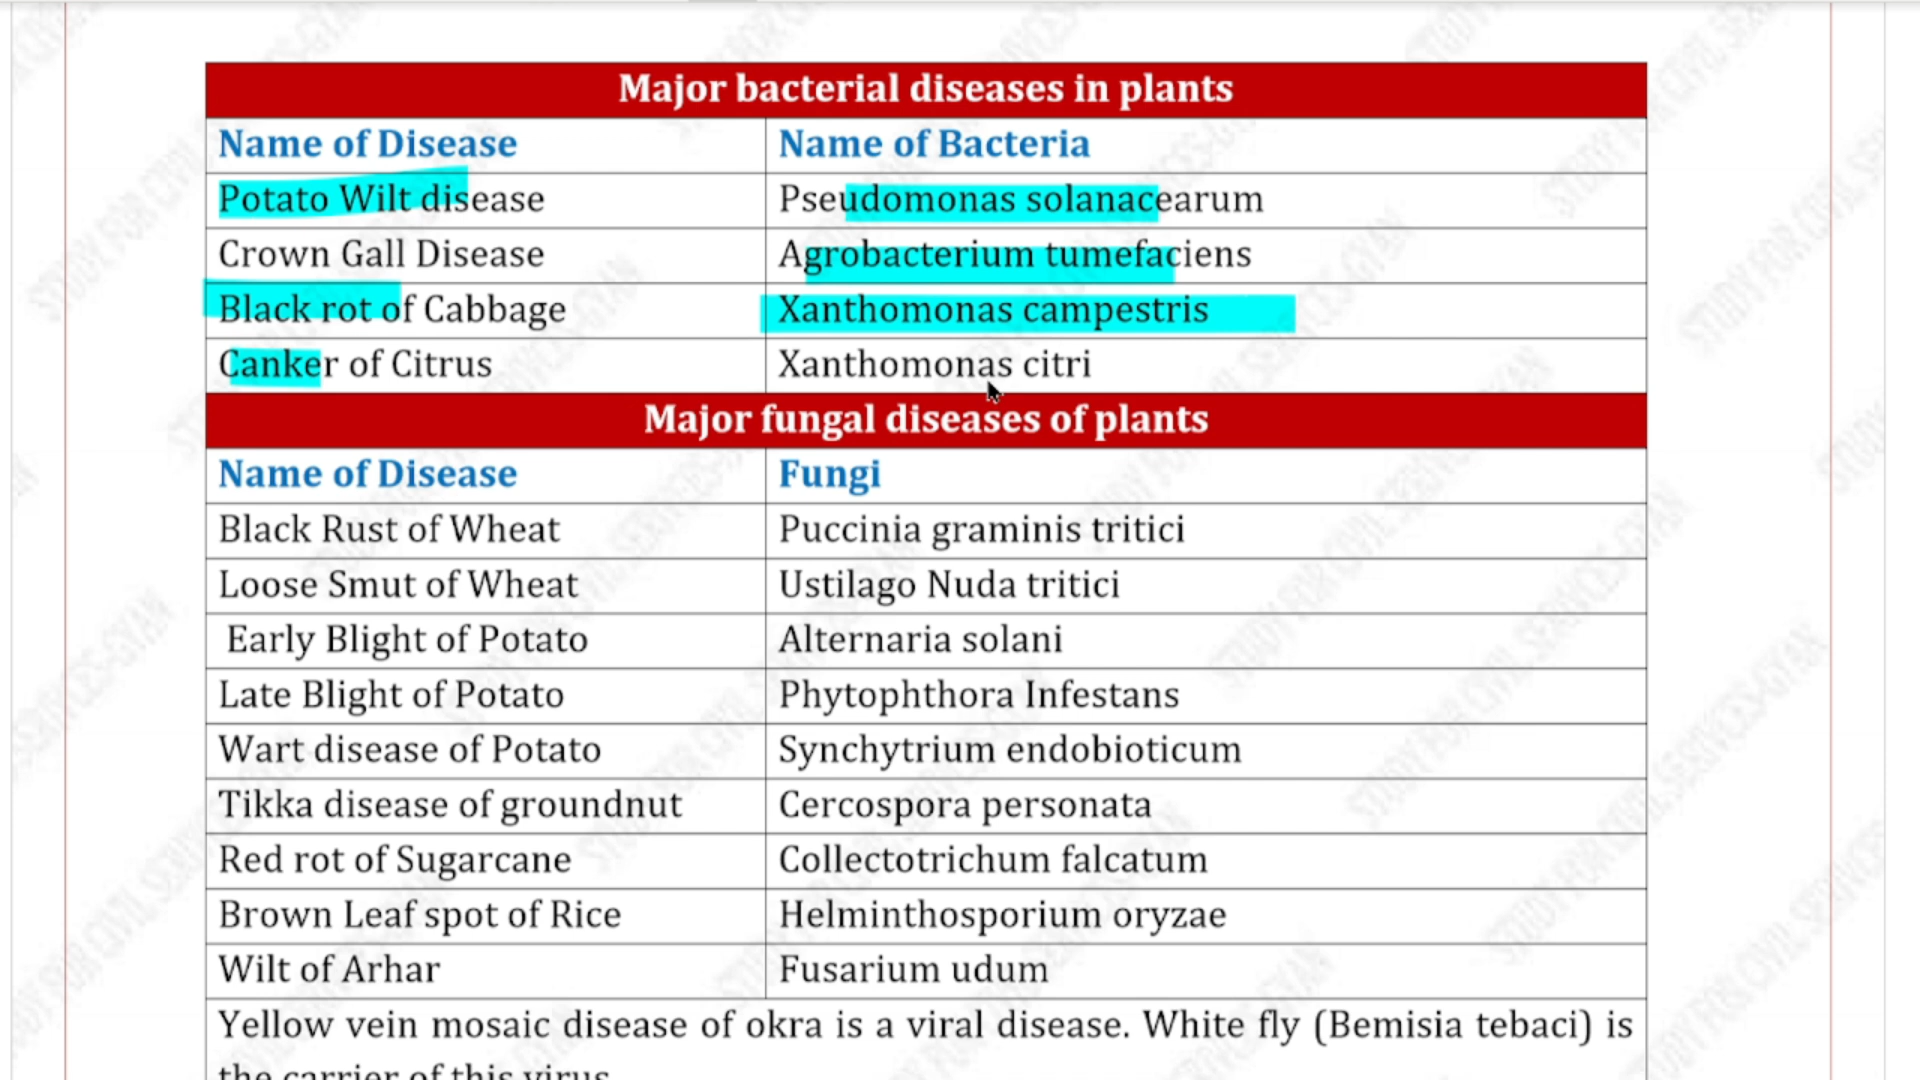 Major bacterial diseases in plants
Name of Disease Name of Bacteria
Potato Wilt disease Pseudomonas solanacearum
Crown Gall Disease Agrobacterium tumefaciens
Black rot of Cabbage Xanthomonas campestris
Canker of Citrus Xanthomonas citri
Major fungal diseases of plants
Name of Disease Fungi
Black Rust of Wheat Puccinia graminis tritici
Loose Smut of Wheat Ustilago Nuda tritici
Early Blight of Potato Alternaria solani
Late Blight of Potato Phytophthora Infestans
Wart disease of Potato Synchytrium endobioticum
Tikka disease of groundnut Cercospora personata
Red rot of Sugarcane Collectotrichum falcatum
Brown Leaf spot of Rice Helminthosporium oryzae
Wilt of Arhar Fusarium udum
Yellow vein mosaic disease of okra is a viral disease. White fly (Bemisia tebaci) is
the carrier of this virus